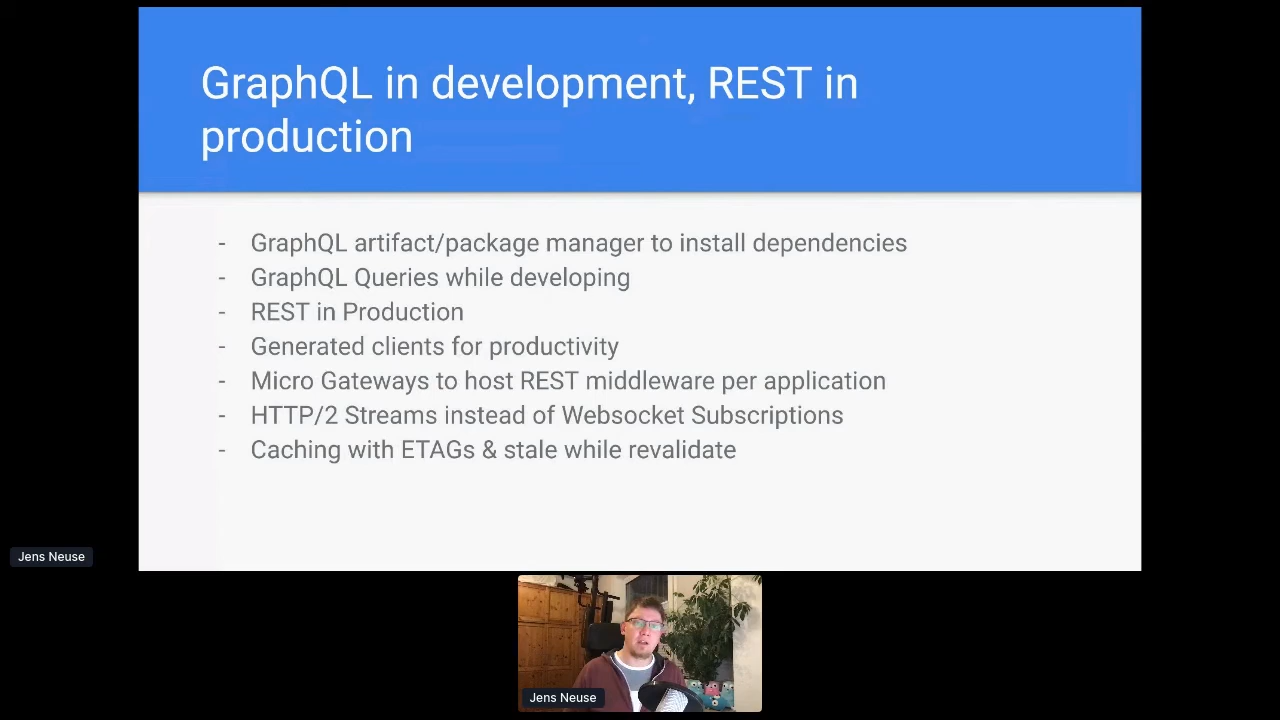 GraphQL in development, REST in
production
- GraphQL artifact/package manager to install dependencies
- GraphQL Queries while developing
- REST in Production
- Generated clients for productivity
- Micro Gateways to host REST middleware per application
- HTTP/2 Streams instead of Websocket Subscriptions
- Caching with ETAGs & stale while revalidate
Jens Neuse
Jens Neuse